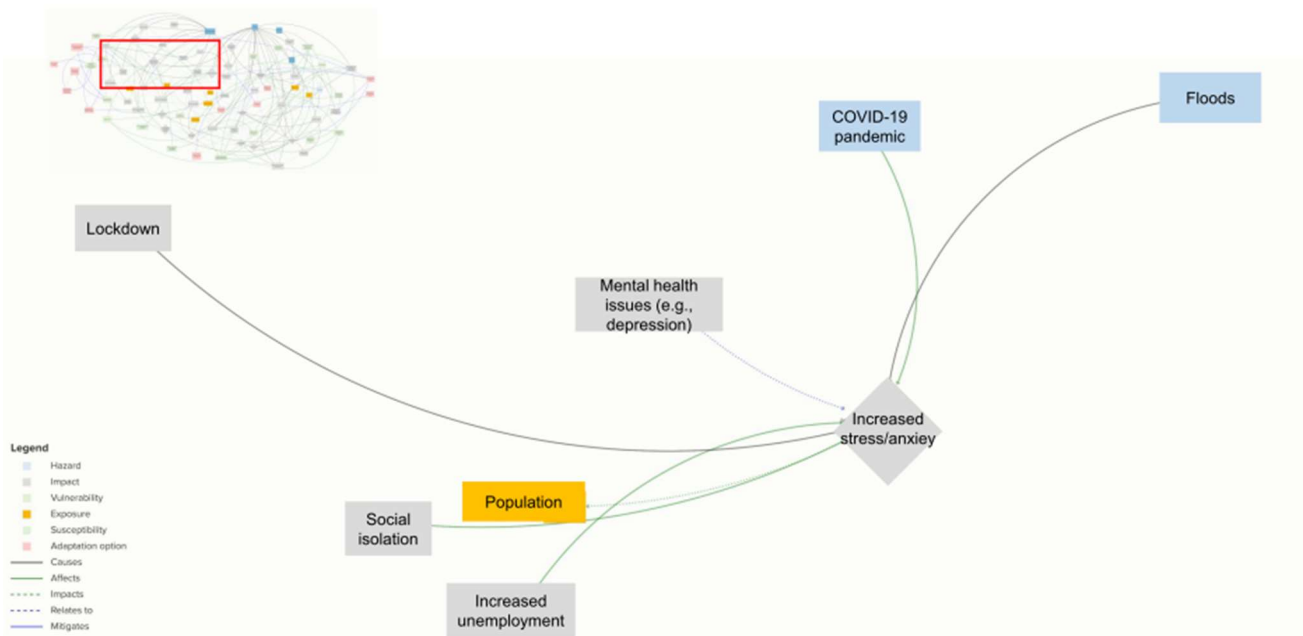 Floods
COVID-19
pandemic
Lockdown
Mental health
issues (e.g.,
depression)
Increased
stress/anxiey
Population
Social
isolation
Increased
unemployment
Legend
Hazard
Impact
Vulnerability
Exposure
Susceptibility
Adaptation option
Causes
Affects
Impacts
Relates to
Mitigates